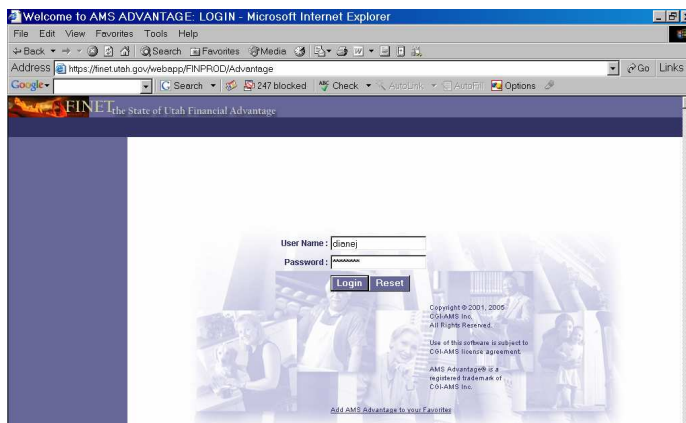 Welcome to AMS ADVANTAGE: LOGIN - Microsoft Internet Explorer
File Edit View Favorites Tools Help
Back Search Favorites Media
Address https://finet.utah.gov/webapp/FINPROD/Advantage Go Links
Google Search 247 blocked ABC Check AutoLink AutoFill Options
FINET the State of Utah Financial Advantage
User Name : dianej
Password : ********
Login Reset
Copyright © 2001, 2005
CGI-AMS Inc.
All Rights Reserved.
Use of this software is subject to
CGI-AMS license agreement.
AMS Advantage® is a
registered trademark of
CGI-AMS Inc.
Add AMS Advantage to your Favorites